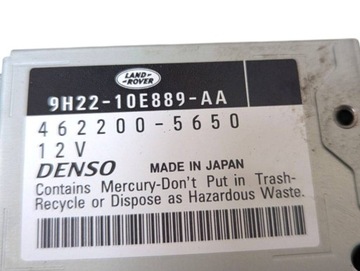 LAND
ROVER
9H22-10E889-AA
462200-5650
12V
DENSO MADE IN JAPAN
Contains Mercury-Don't Put in Trash-
Recycle or Dispose as Hazardous Waste.